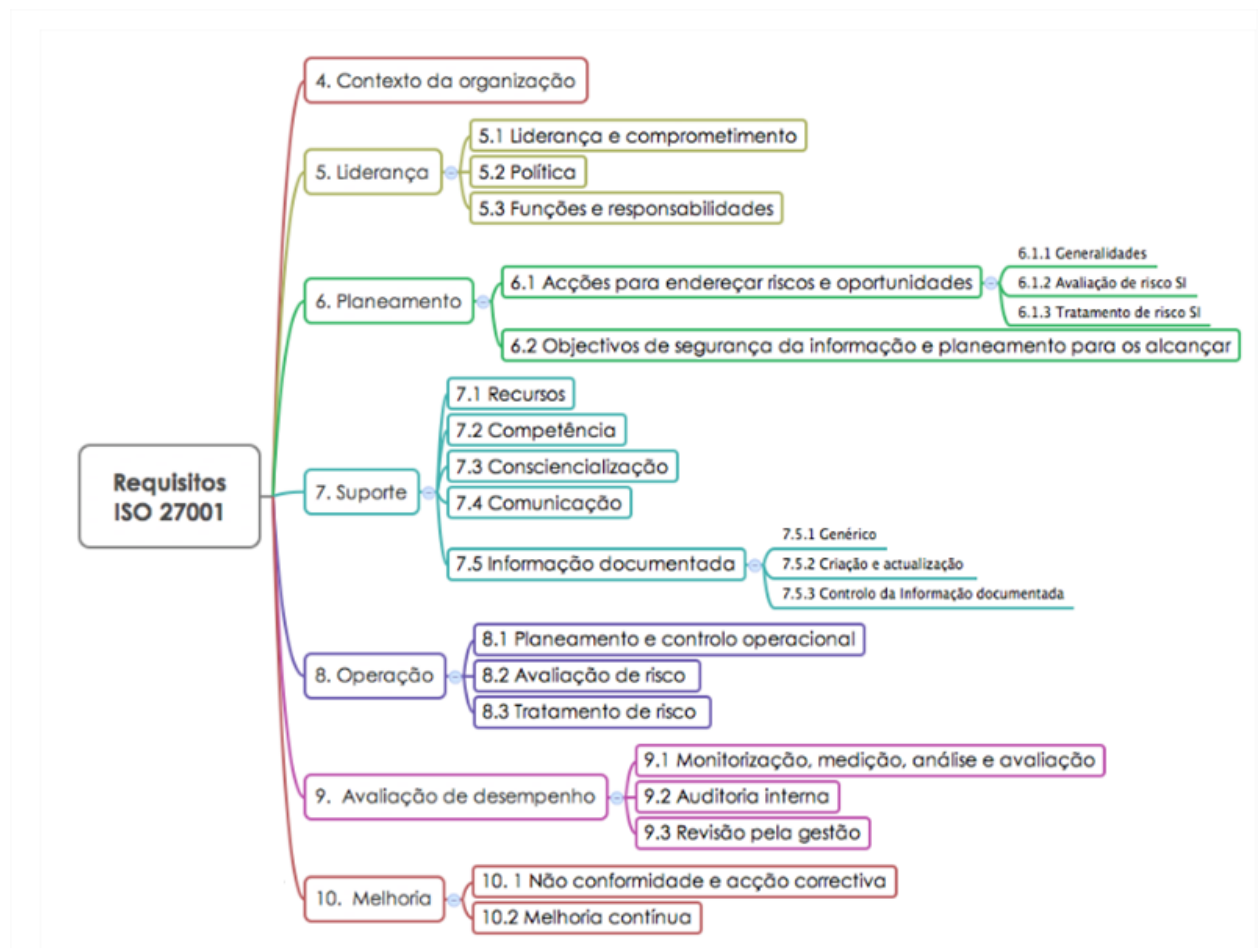 4. Contexto da organização
5.1 Liderança e comprometimento
5. Liderança
5.2 Política
5.3 Funções e responsabilidades
6.1.1 Generalidades
6.1 Acções para endereçar riscos e oportunidades
6.1.2 Avaliação de risco SI
6. Planeamento
6.1.3 Tratamento de risco SI
6.2 Objectivos de segurança da informação e planeamento para os alcançar
7.1 Recursos
7.2 Competência
7.3 Consciencialização
Requisitos
ISO 27001
7. Suporte
7.4 Comunicação
7.5.1 Genérico
7.5 Informação documentada
7.5.2 Criação e actualização
7.5.3 Controlo da Informação documentada
8.1 Planeamento e controlo operacional
8. Operação
8.2 Avaliação de risco
8.3 Tratamento de risco
9.1 Monitorização, medição, análise e avaliação
9. Avaliação de desempenho
9.2 Auditoria interna
9.3 Revisão pela gestão
10. 1 Não conformidade e acção correctiva
10. Melhoria
10.2 Melhoria contínua